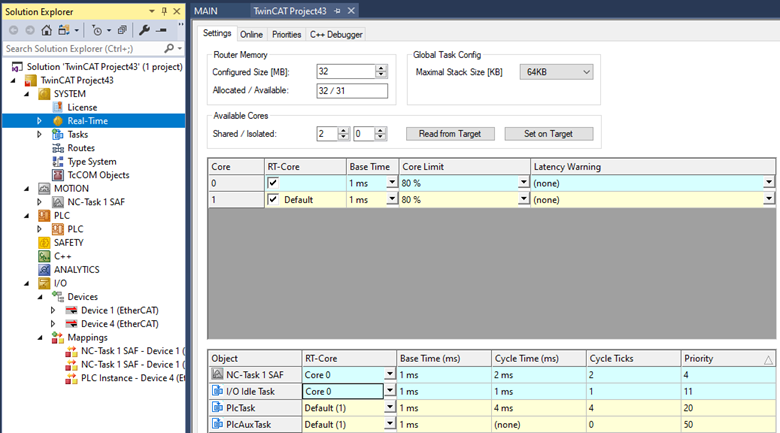 Solution Explorer
Search Solution Explorer (Ctrl+;)
Solution 'TwinCAT Project43' (1 project)
TwinCAT Project43
SYSTEM
License
Real-Time
Tasks
Routes
Type System
TcCOM Objects
MOTION
NC-Task 1 SAF
PLC
PLC
SAFETY
C++
ANALYTICS
I/O
Devices
Device 1 (EtherCAT)
Device 4 (EtherCAT)
Mappings
NC-Task 1 SAF - Device 1 (
NC-Task 1 SAF - Device 1 (
PLC Instance - Device 4 (E
MAIN TwinCAT Project43
Settings Online Priorities C++ Debugger
Router Memory
Configured Size [MB]: 32
Allocated / Available: 32 / 31
Global Task Config
Maximal Stack Size [KB] 64KB
Available Cores
Shared / Isolated: 2 0 Read from Target Set on Target
Core RT-Core Base Time Core Limit Latency Warning
0 1 ms 80 % (none)
1 Default 1 ms 80 % (none)
Object RT-Core Base Time (ms) Cycle Time (ms) Cycle Ticks Priority
NC-Task 1 SAF Core 0 1 ms 2 ms 2 4
I/O Idle Task Core 0 1 ms 1 ms 1 11
PlcTask Default (1) 1 ms 4 ms 4 20
PlcAuxTask Default (1) 1 ms (none) 0 50